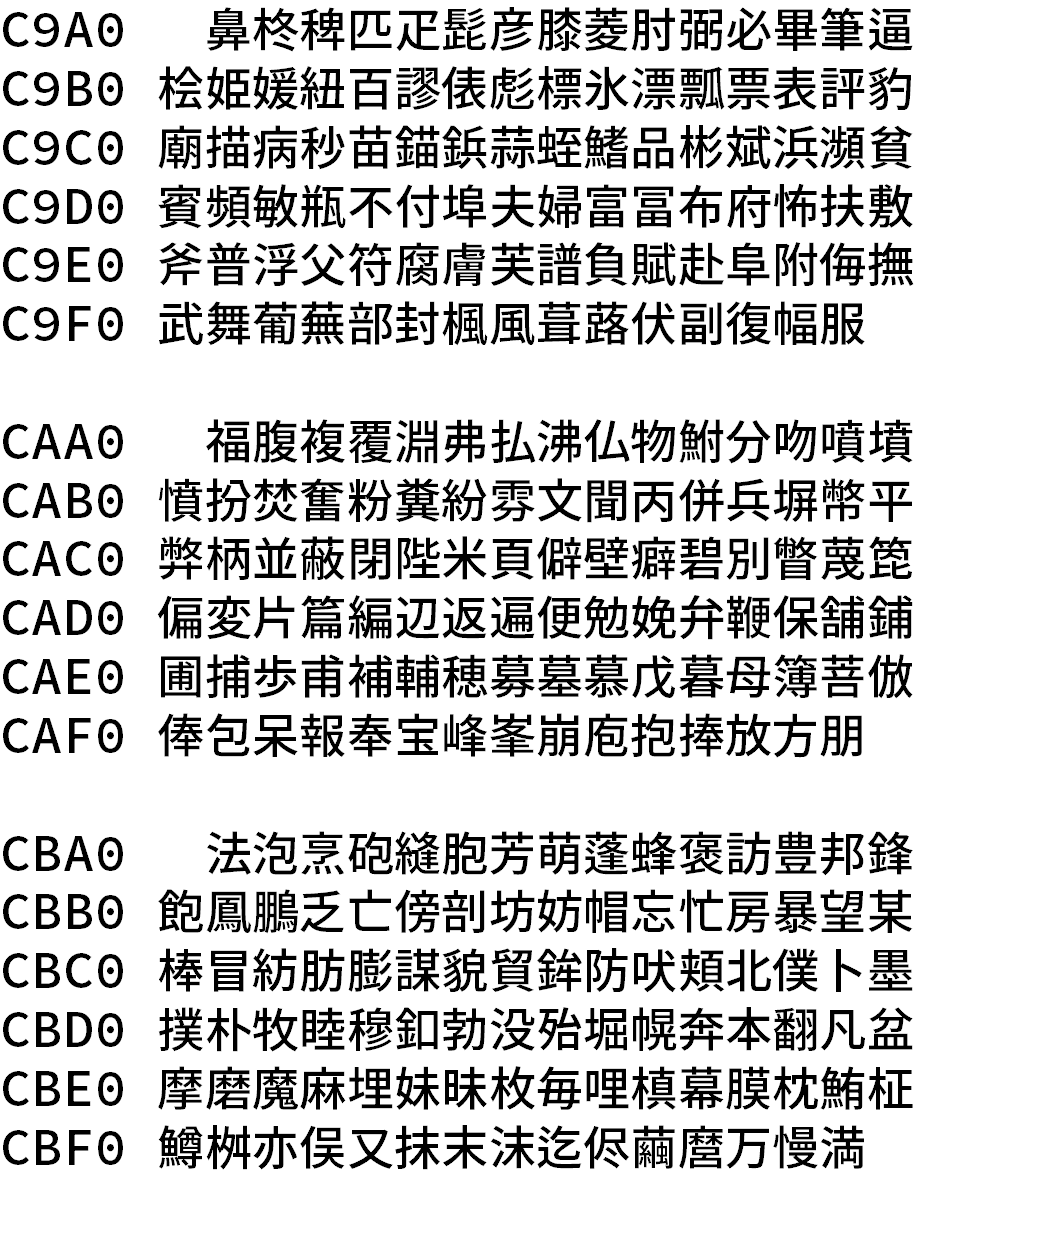 C9A0 鼻柊稗匹疋髭彦膝菱肘弼必畢筆逼
C9B0 桧姫媛紐百謬俵彪標氷漂瓢票表評豹
C9C0 廟描病秒苗錨鋲蒜蛭鰭品彬斌浜瀕貧
C9D0 賓頻敏瓶不付埠夫婦富冨布府怖扶敷
C9E0 斧普浮父符腐膚芙譜負賦赴阜附侮撫
C9F0 武舞葡蕪部封楓風葺蕗伏副復幅服
CAA0 福腹複覆淵弗払沸仏物鮒分吻噴墳
CAB0 憤扮焚奮粉糞紛雰文聞丙併兵塀幣平
CAC0 弊柄並蔽閉陛米頁僻壁癖碧別瞥蔑箆
CAD0 偏変片篇編辺返遍便勉娩弁鞭保舗鋪
CAE0 圃捕歩甫補輔穂募墓慕戊暮母簿菩倣
CAF0 俸包呆報奉宝峰峯崩庖抱捧放方朋
CBA0 法泡烹砲縫胞芳萌蓬蜂褒訪豊邦鋒
CBB0 飽鳳鵬乏亡傍剖坊妨帽忘忙房暴望某
CBC0 棒冒紡肪膨謀貌貿鉾防吠頬北僕卜墨
CBD0 撲朴牧睦穆釦勃没殆堀幌奔本翻凡盆
CBE0 摩磨魔麻埋妹昧枚毎哩槙幕膜枕鮪柾
CBF0 鱒桝亦俣又抹末沫迄侭繭麿万慢満